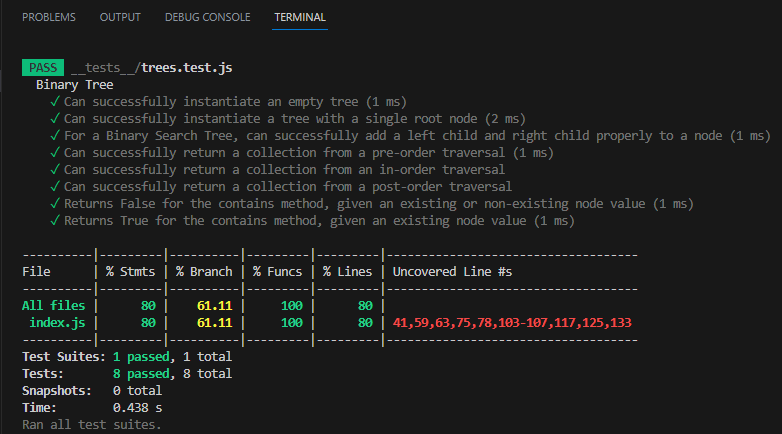 PROBLEMS OUTPUT DEBUG CONSOLE TERMINAL
PASS __tests__/trees.test.js
Binary Tree
✓ Can successfully instantiate an empty tree (1 ms)
✓ Can successfully instantiate a tree with a single root node (2 ms)
✓ For a Binary Search Tree, can successfully add a left child and right child properly to a node (1 ms)
✓ Can successfully return a collection from a pre-order traversal (1 ms)
✓ Can successfully return a collection from an in-order traversal
✓ Can successfully return a collection from a post-order traversal
✓ Returns False for the contains method, given an existing or non-existing node value (1 ms)
✓ Returns True for the contains method, given an existing node value (1 ms)
----------|---------|----------|---------|---------|-------------------------------
File      | % Stmts | % Branch | % Funcs | % Lines | Uncovered Line #s
----------|---------|----------|---------|---------|-------------------------------
All files |      80 |    61.11 |     100 |      80 |
 index.js |      80 |    61.11 |     100 |      80 | 41,59,63,75,78,103-107,117,125,133
----------|---------|----------|---------|---------|-------------------------------
Test Suites: 1 passed, 1 total
Tests:       8 passed, 8 total
Snapshots:   0 total
Time:        0.438 s
Ran all test suites.